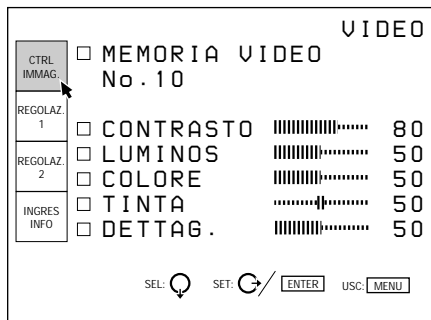 VIDEO
CTRL
IMMAG.
REGOLAZ.
1
REGOLAZ.
2
INGRES
INFO
MEMORIA VIDEO
No.10
CONTRASTO 80
LUMINOS 50
COLORE 50
TINTA 50
DETTAG. 50
SEL: SET: / ENTER USC: MENU